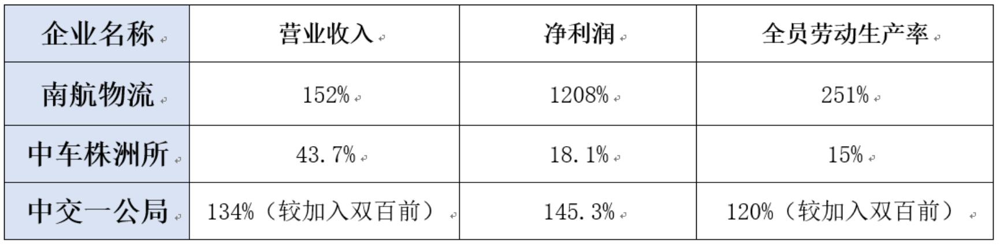 企业名称 营业收入 净利润 全员劳动生产率
南航物流 152% 1208% 251%
中车株洲所 43.7% 18.1% 15%
中交一公局 134%（较加入双百前） 145.3% 120%（较加入双百前）